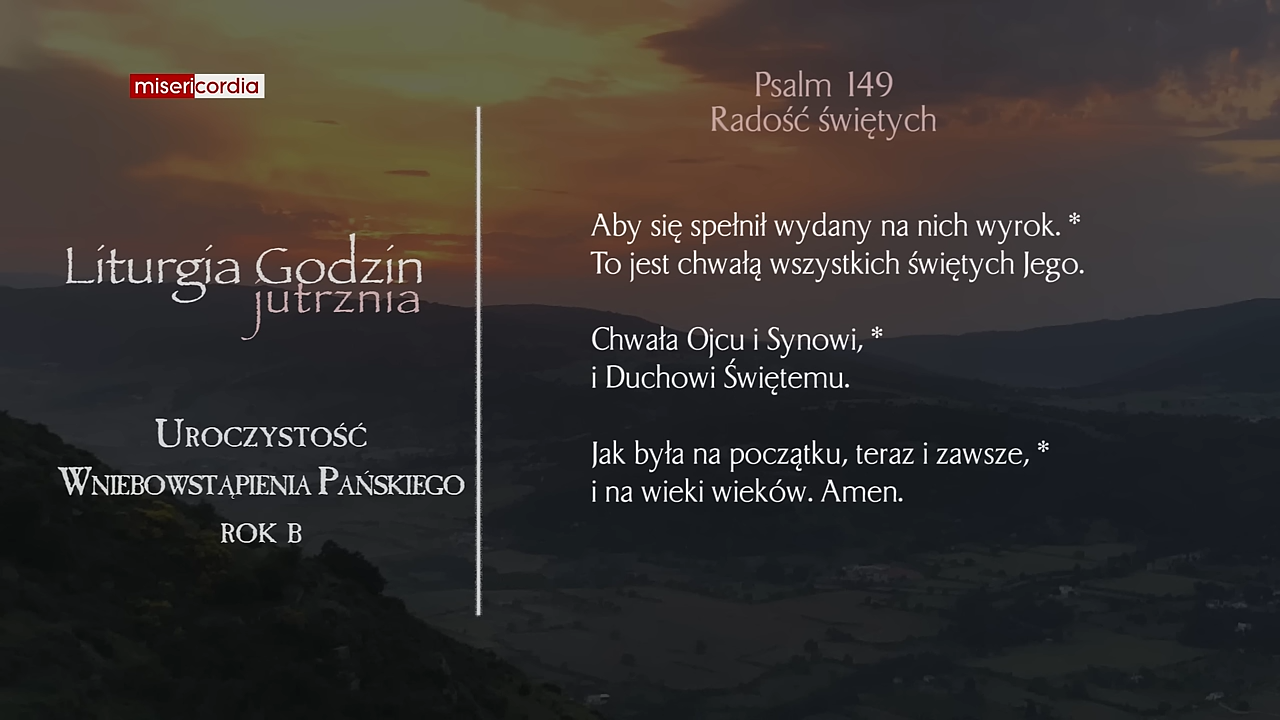 misericordia
Liturgia Godzin
jutrznia
Uroczystość
Wniebowstąpienia Pańskiego
rok B
Psalm 149
Radość świętych
Aby się spełnił wydany na nich wyrok. *
To jest chwałą wszystkich świętych Jego.
Chwała Ojcu i Synowi, *
i Duchowi Świętemu.
Jak była na początku, teraz i zawsze, *
i na wieki wieków. Amen.